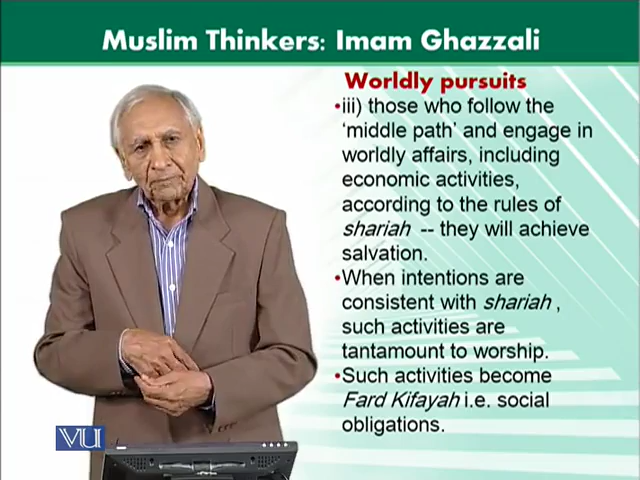 Muslim Thinkers: Imam Ghazzali
Worldly pursuits
•iii) those who follow the
'middle path' and engage in
worldly affairs, including
economic activities,
according to the rules of
shariah -- they will achieve
salvation.
•When intentions are
consistent with shariah ,
such activities are
tantamount to worship.
•Such activities become
Fard Kifayah i.e. social
obligations.
VU